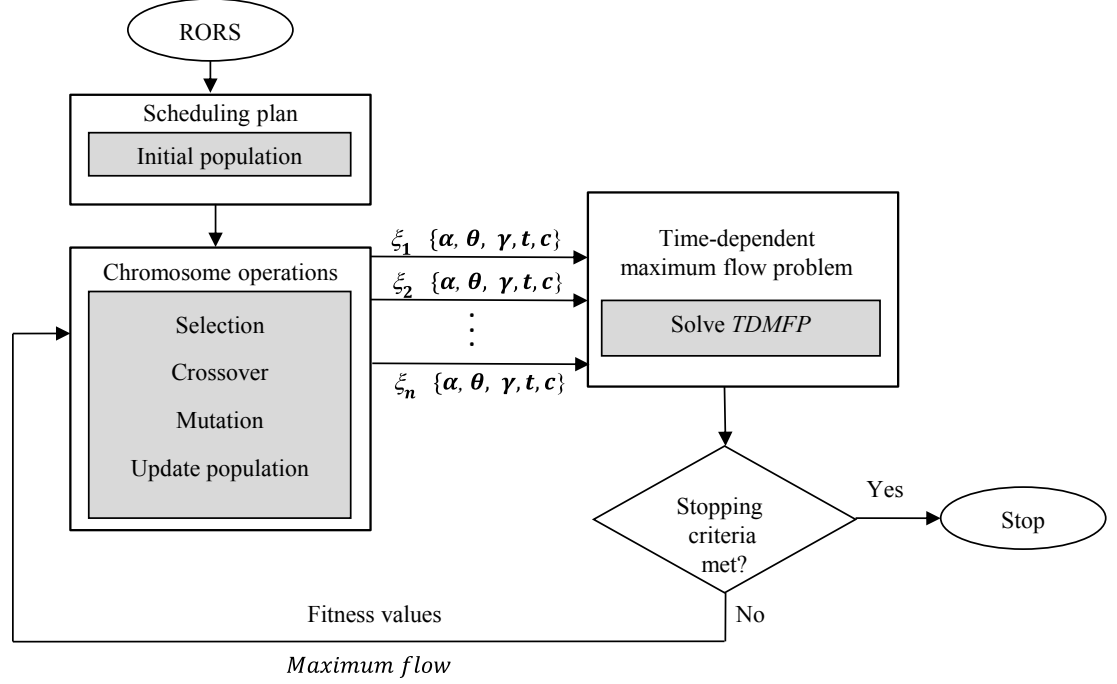 RORS
Scheduling plan
Initial population
Chromosome operations
Selection
Crossover
Mutation
Update population
ξ₁ {α, θ, γ, t, c}
ξ₂ {α, θ, γ, t, c}
⋮
ξₙ {α, θ, γ, t, c}
Time-dependent
maximum flow problem
Solve TDMFP
Stopping
criteria
met?
Yes
Stop
No
Fitness values
Maximum flow